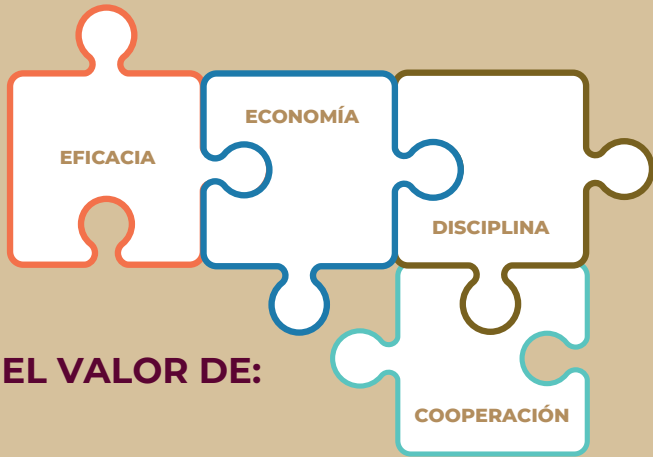 ECONOMÍA
EFICACIA
DISCIPLINA
EL VALOR DE:
COOPERACIÓN